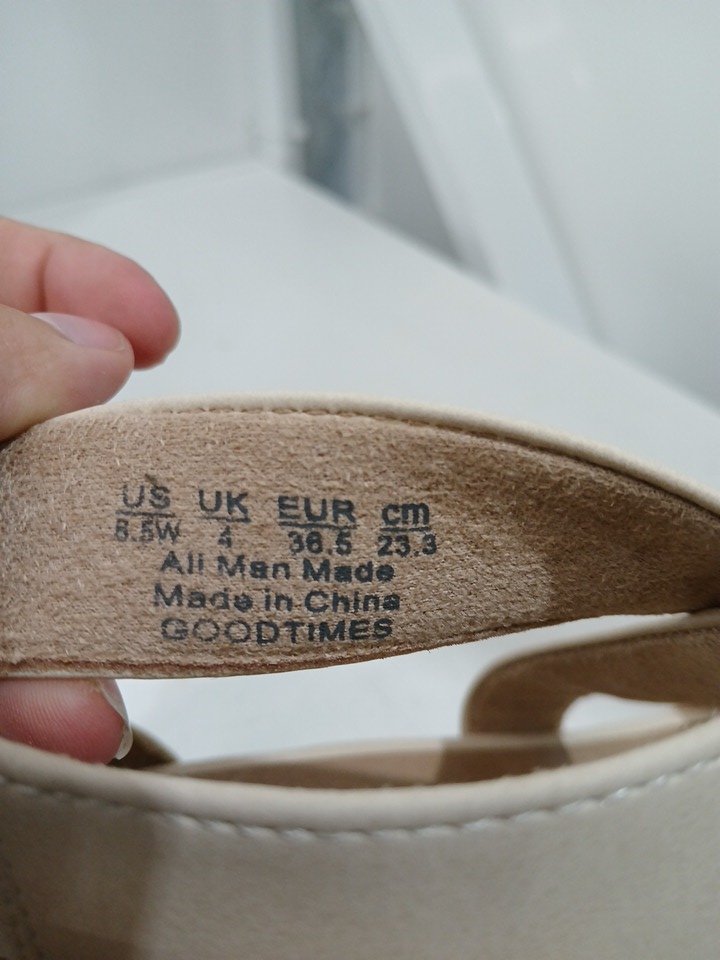 US UK EUR cm
6.5W 4 36.5 23.3
All Man Made
Made in China
GOODTIMES